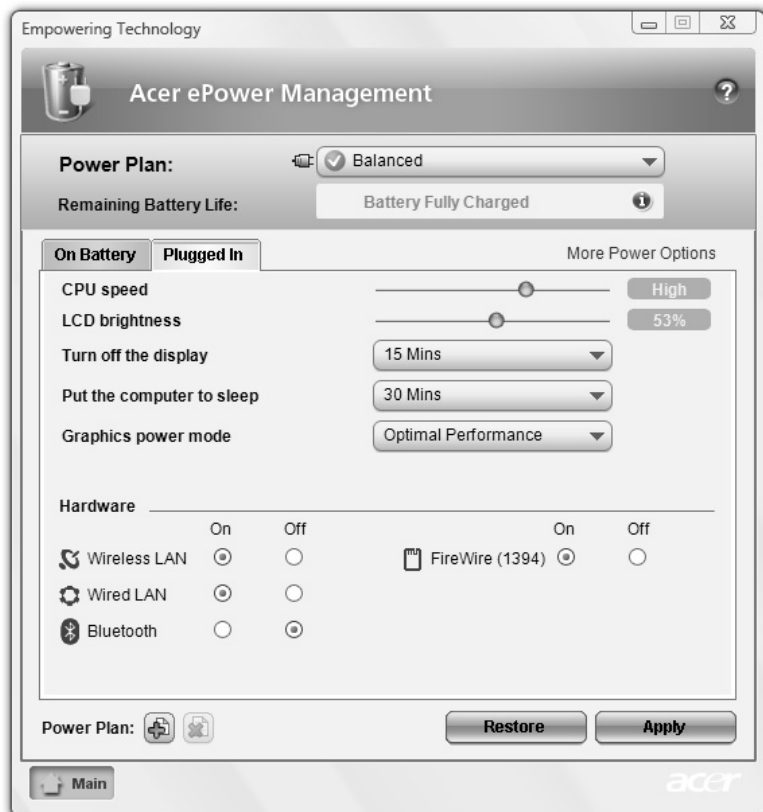 Empowering Technology
Acer ePower Management
?
Power Plan: Balanced
Remaining Battery Life: Battery Fully Charged
On Battery Plugged In More Power Options
CPU speed High
LCD brightness 53%
Turn off the display 15 Mins
Put the computer to sleep 30 Mins
Graphics power mode Optimal Performance
Hardware
On Off On Off
Wireless LAN FireWire (1394)
Wired LAN
Bluetooth
Power Plan: Restore Apply
Main acer